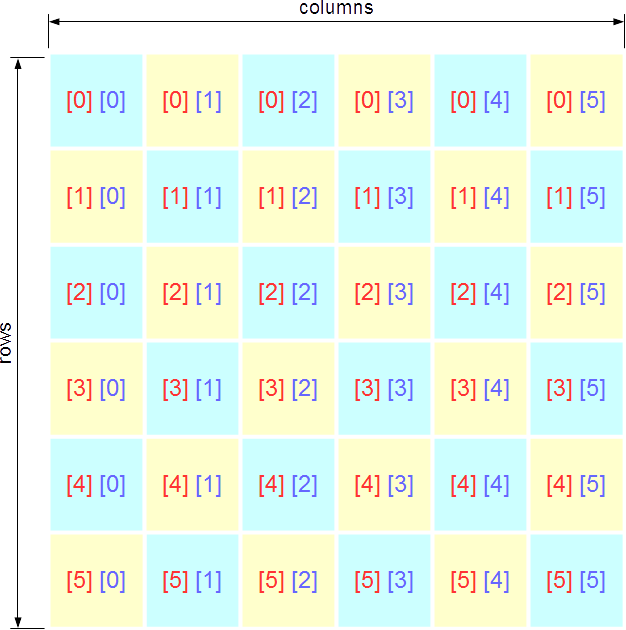 columns
rows
[0] [0] [0] [1] [0] [2] [0] [3] [0] [4] [0] [5]
[1] [0] [1] [1] [1] [2] [1] [3] [1] [4] [1] [5]
[2] [0] [2] [1] [2] [2] [2] [3] [2] [4] [2] [5]
[3] [0] [3] [1] [3] [2] [3] [3] [3] [4] [3] [5]
[4] [0] [4] [1] [4] [2] [4] [3] [4] [4] [4] [5]
[5] [0] [5] [1] [5] [2] [5] [3] [5] [4] [5] [5]